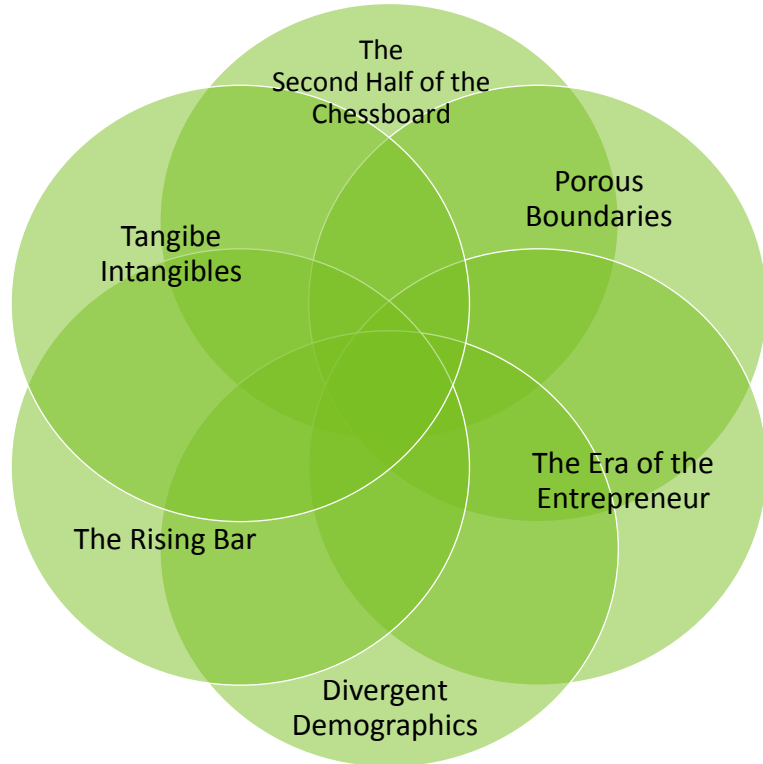 The
Second Half of the
Chessboard
Porous
Boundaries
Tangibe
Intangibles
The Era of the
Entrepreneur
The Rising Bar
Divergent
Demographics